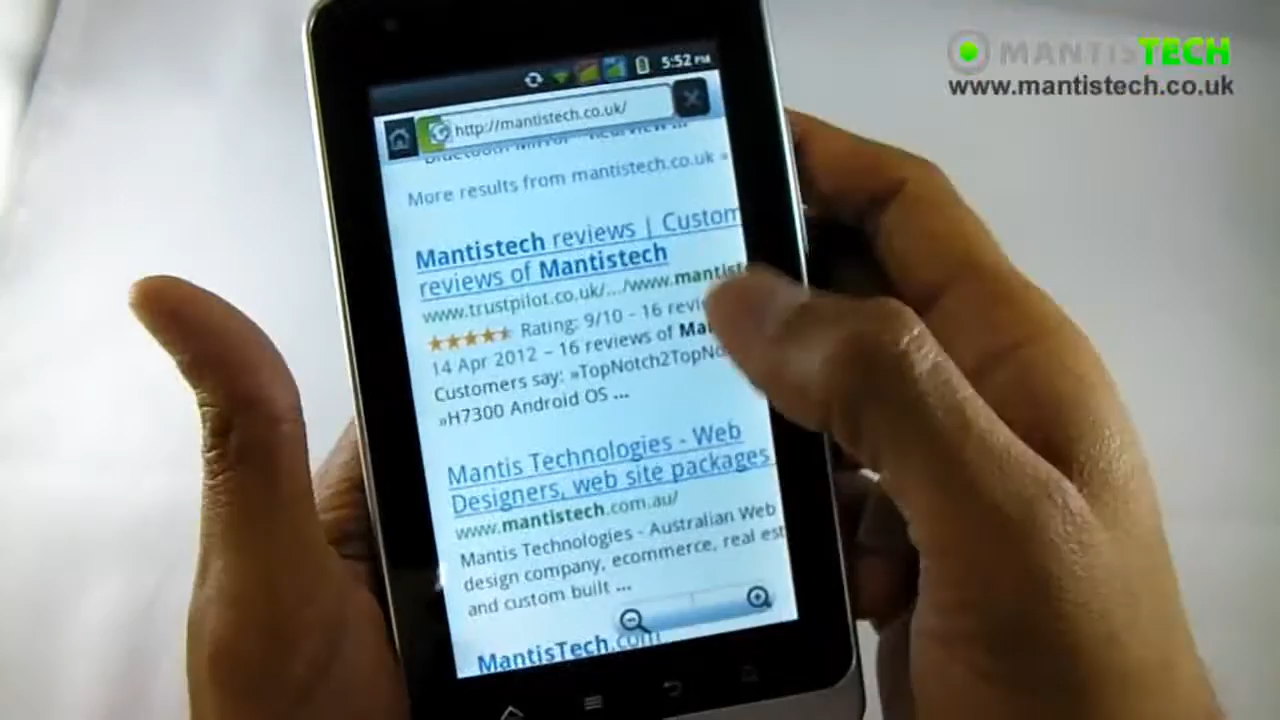 MANTISTECH
www.mantistech.co.uk
5:52 PM
http://mantistech.co.uk/
More results from mantistech.co.uk »
Mantistech reviews | Custom
reviews of Mantistech
www.trustpilot.co.uk/.../www.mantist
Rating: 9/10 - 16
14 Apr 2012 – 16 reviews of
Customers say: »TopNotch2
»H7300 Android OS ...
Mantis Technologies - Web
Designers, web site packages
www.mantistech.com.au/
Mantis Technologies - Australian Web
design company, ecommerce, real est
and custom built ...
MantisTech.com